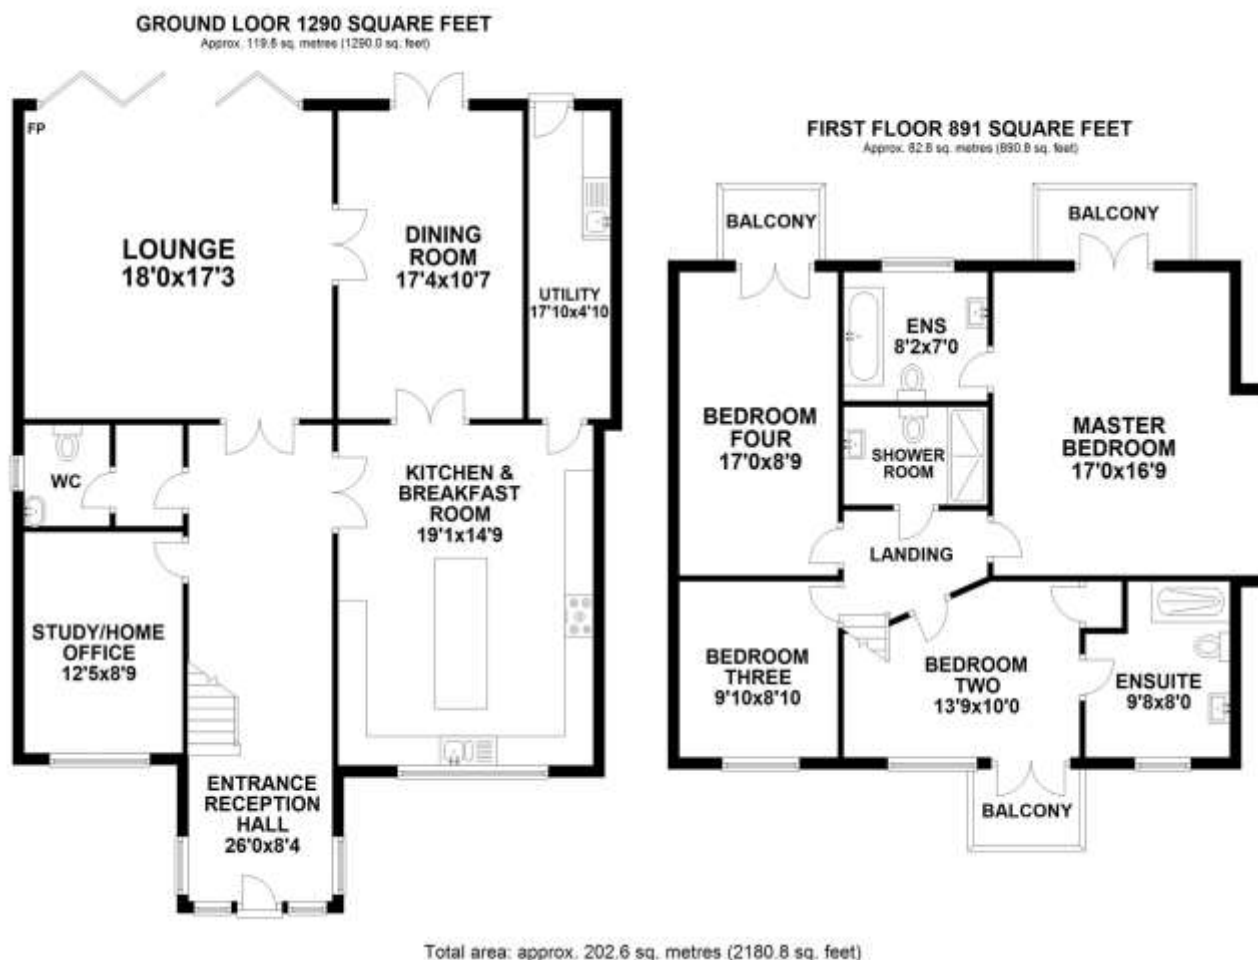 GROUND LOOR 1290 SQUARE FEET
Approx. 119.8 sq. metres (1290.0 sq. feet)
FP
LOUNGE
18'0x17'3
DINING
ROOM
17'4x10'7
UTILITY
17'10x4'10
WC
KITCHEN &
BREAKFAST
ROOM
19'1x14'9
STUDY/HOME
OFFICE
12'5x8'9
ENTRANCE
RECEPTION
HALL
26'0x8'4
FIRST FLOOR 891 SQUARE FEET
Approx. 82.8 sq. metres (890.8 sq. feet)
BALCONY
BALCONY
ENS
8'2x7'0
BEDROOM
FOUR
17'0x8'9
SHOWER
ROOM
MASTER
BEDROOM
17'0x16'9
LANDING
BEDROOM
THREE
9'10x8'10
BEDROOM
TWO
13'9x10'0
ENSUITE
9'8x8'0
BALCONY
Total area: approx. 202.6 sq. metres (2180.8 sq. feet)